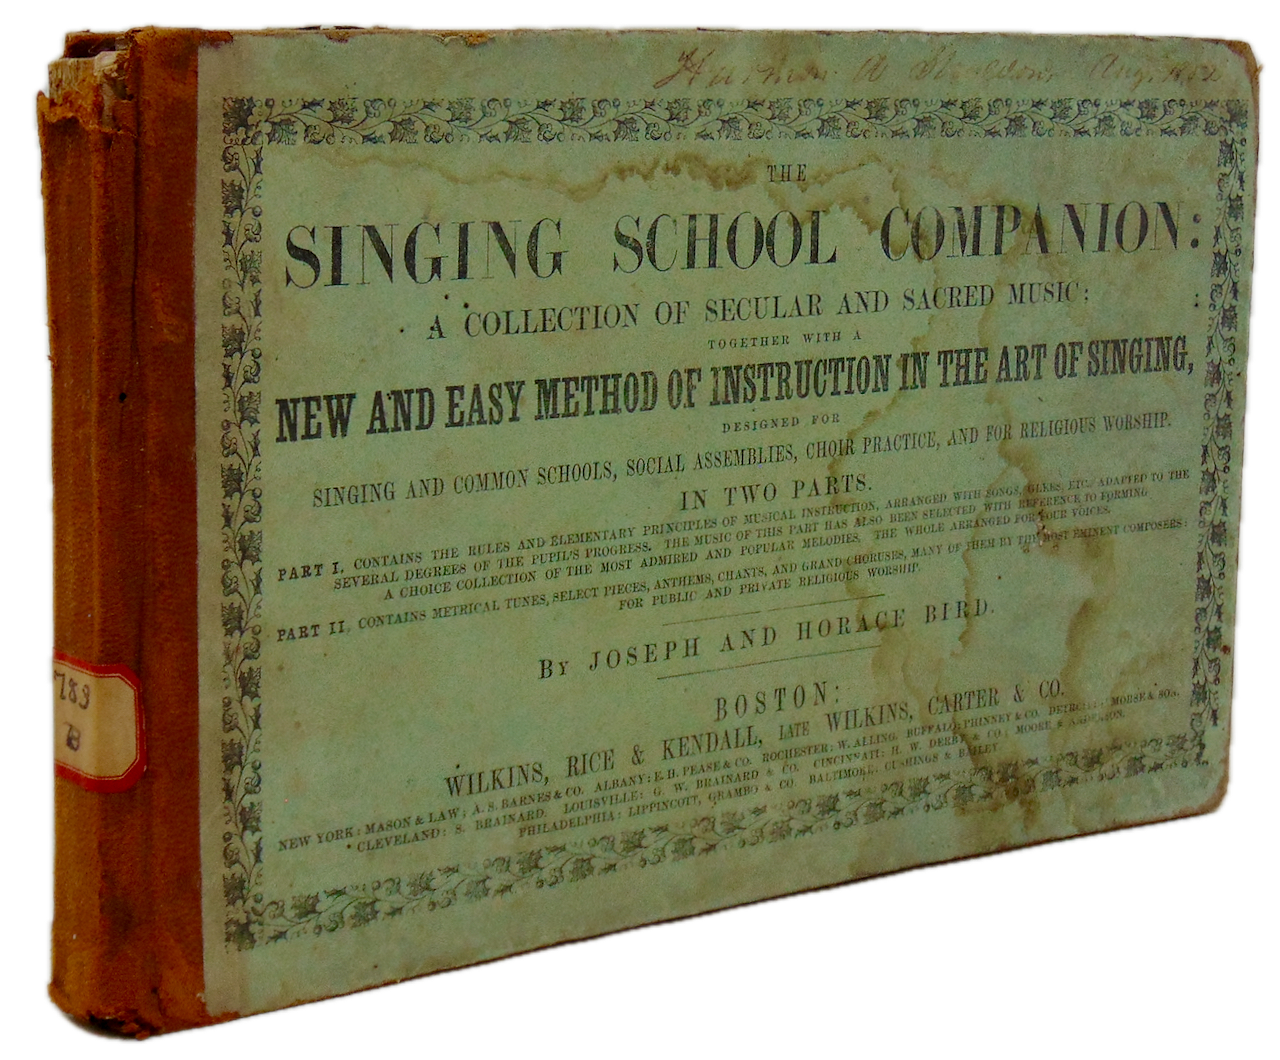 Aug. 1852
THE
SINGING SCHOOL COMPANION:
A COLLECTION OF SECULAR AND SACRED MUSIC:
TOGETHER WITH A
NEW AND EASY METHOD OF INSTRUCTION IN THE ART OF SINGING,
DESIGNED FOR
SINGING AND COMMON SCHOOLS, SOCIAL ASSEMBLIES, CHOIR PRACTICE, AND FOR RELIGIOUS WORSHIP.
IN TWO PARTS.
PART I. CONTAINS THE RULES AND ELEMENTARY PRINCIPLES OF MUSICAL INSTRUCTION, ARRANGED WITH SONGS, GLEES, ETC. ADAPTED TO THE
SEVERAL DEGREES OF THE PUPIL'S PROGRESS. THE MUSIC OF THIS PART HAS ALSO BEEN SELECTED WITH REFERENCE TO FORMING
A CHOICE COLLECTION OF THE MOST ADMIRED AND POPULAR MELODIES. THE WHOLE ARRANGED FOR FOUR VOICES.
PART II. CONTAINS METRICAL TUNES, SELECT PIECES, ANTHEMS, CHANTS, AND GRAND CHORUSES, MANY OF THEM BY THE MOST EMINENT COMPOSERS:
FOR PUBLIC AND PRIVATE RELIGIOUS WORSHIP.
BY JOSEPH AND HORACE BIRD.
BOSTON:
WILKINS, RICE & KENDALL, LATE WILKINS, CARTER & CO.
NEW YORK: MASON & LAW; A. S. BARNES & CO. ALBANY: E. H. PEASE & CO. ROCHESTER: W. ALLING. BUFFALO: PHINNEY & CO. DETROIT: MORSE & SON.
CLEVELAND: S. BRAINARD. LOUISVILLE: G. W. BRAINARD & CO. CINCINNATI: H. W. DERBY & CO.; MOORE & ANDERSON.
PHILADELPHIA: LIPPINCOTT, GRAMBO & CO. BALTIMORE: CUSHINGS & BAILEY
783
B